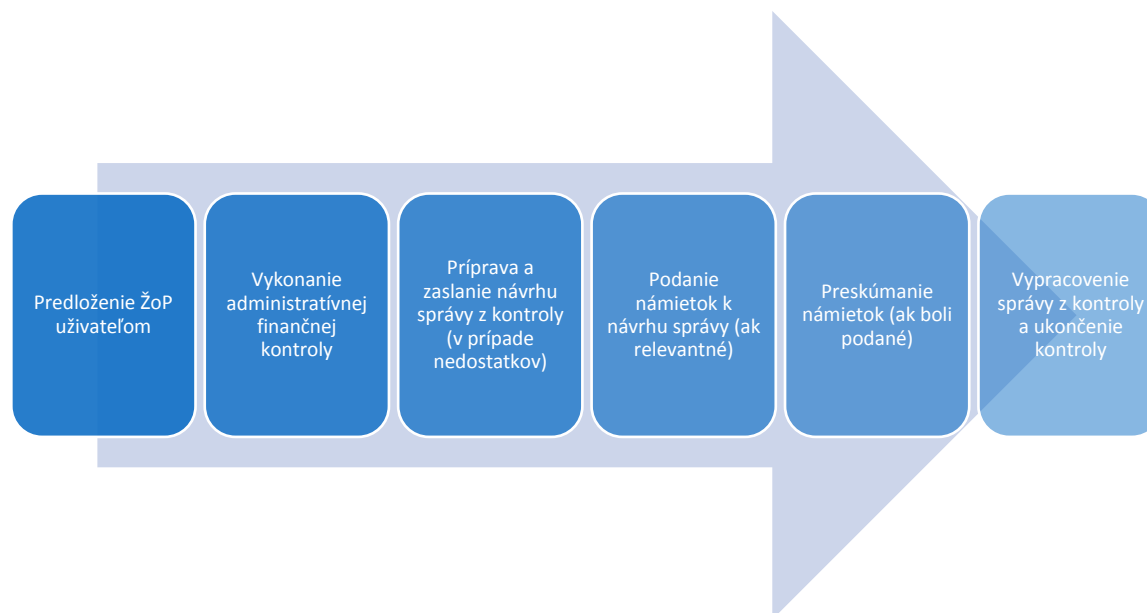 Predloženie ŽoP
uživateľom
Vykonanie
administratívnej
finančnej
kontroly
Príprava a
zaslanie návrhu
správy z kontroly
(v prípade
nedostatkov)
Podanie
námietok k
návrhu správy (ak
relevantné)
Preskúmanie
námietok (ak boli
podané)
Vypracovenie
správy z kontroly
a ukončenie
kontroly